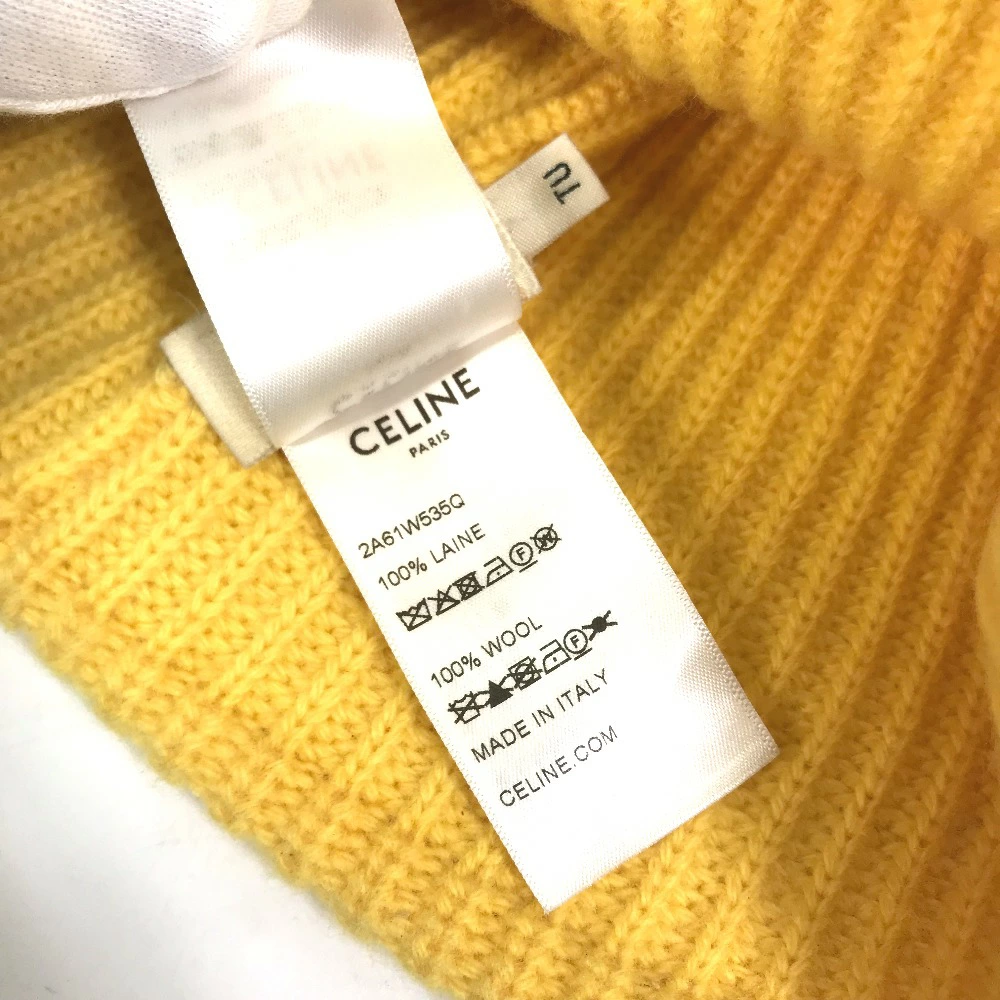 TU
CELINE
PARIS
2A61W535Q
100% LAINE
F W
100% WOOL
F
MADE IN ITALY
CELINE.COM